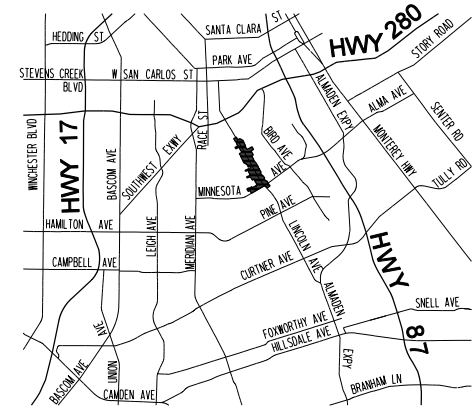 ST
SANTA CLARA
HEDDING ST
HWY 280
PARK AVE
STORY ROAD
STEVENS CREEK
BLVD
W SAN CARLOS ST
ALMADEN EXPY
ALMA AVE
SENTER RD
WINCHESTER BLVD
HWY 17
BASCOM AVE
SOUTHWEST EXWY
RACE ST
BIRD AVE
MONTEREY HWY
AVE
TULLY RD
MINNESOTA
PINE AVE
HAMILTON AVE
LEIGH AVE
MERIDIAN AVE
LINCOLN AVE
HWY 87
CAMPBELL AVE
CURTNER AVE
ALMADEN
EXPY
SNELL AVE
FOXWORTHY AVE
HILLSDALE AVE
AVE
UNION
BASCOM AVE
CAMDEN AVE
BRANHAM LN